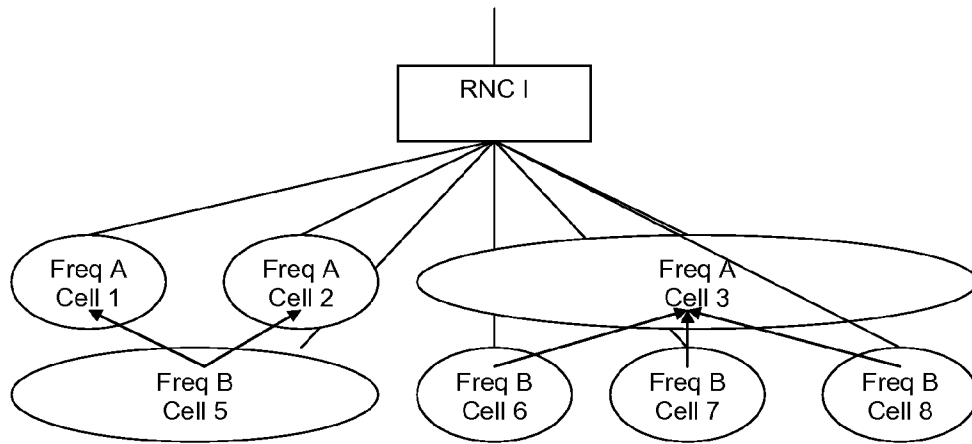 RNC I
Freq A
Cell 1
Freq A
Cell 2
Freq A
Cell 3
Freq B
Cell 5
Freq B
Cell 6
Freq B
Cell 7
Freq B
Cell 8